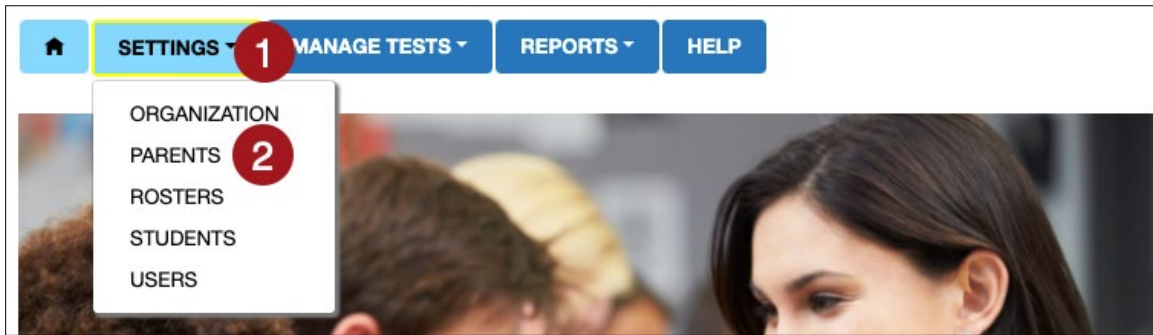 SETTINGS 1 MANAGE TESTS REPORTS HELP
ORGANIZATION
PARENTS 2
ROSTERS
STUDENTS
USERS